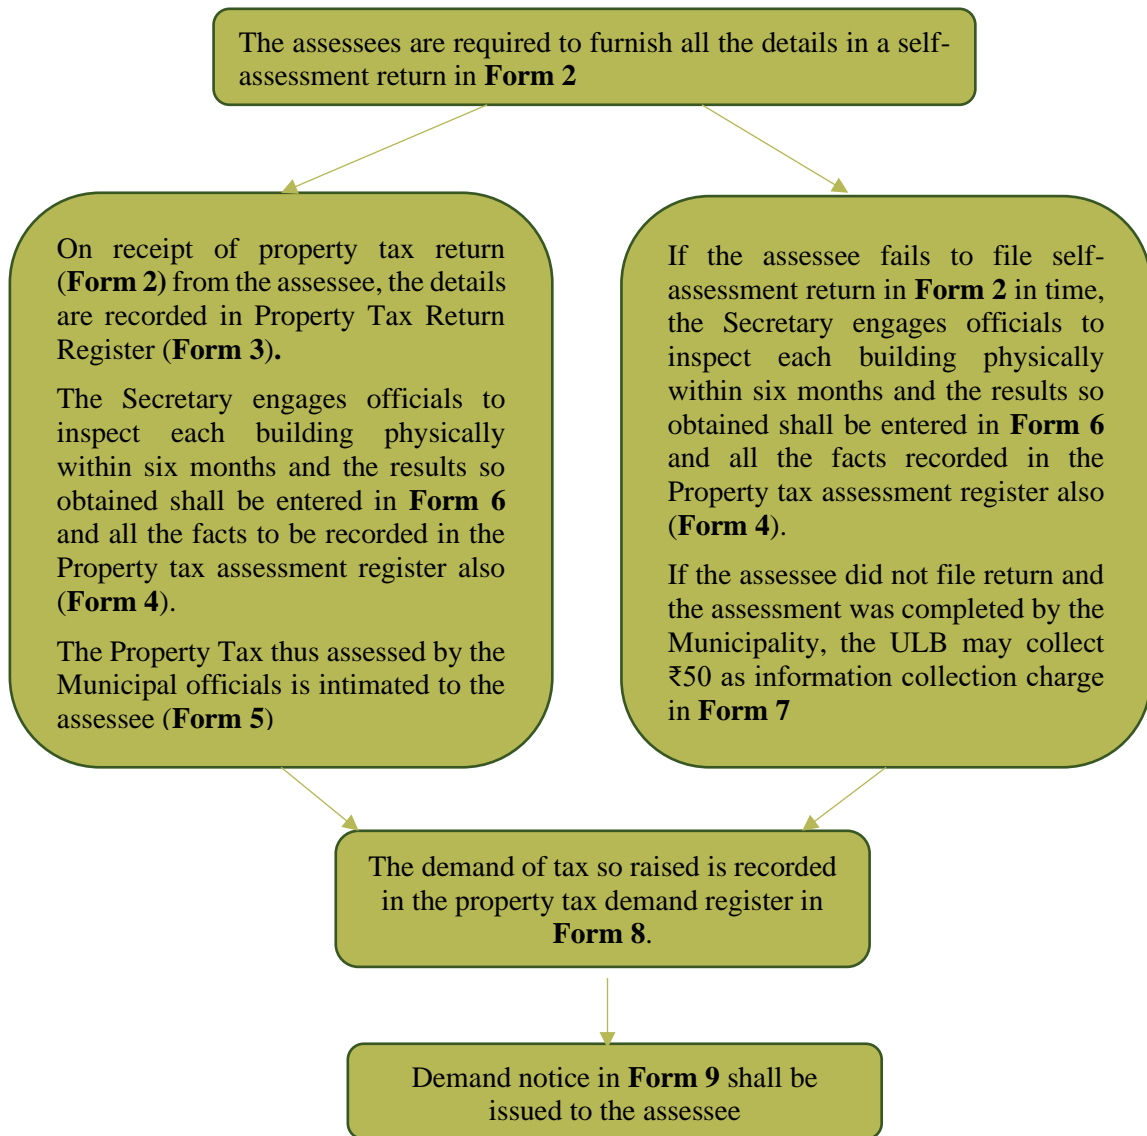 The assessees are required to furnish all the details in a self-
assessment return in Form 2
On receipt of property tax return
(Form 2) from the assessee, the details
are recorded in Property Tax Return
Register (Form 3).
The Secretary engages officials to
inspect each building physically
within six months and the results so
obtained shall be entered in Form 6
and all the facts to be recorded in the
Property tax assessment register also
(Form 4).
The Property Tax thus assessed by the
Municipal officials is intimated to the
assessee (Form 5)
If the assessee fails to file self-
assessment return in Form 2 in time,
the Secretary engages officials to
inspect each building physically
within six months and the results so
obtained shall be entered in Form 6
and all the facts recorded in the
Property tax assessment register also
(Form 4).
If the assessee did not file return and
the assessment was completed by the
Municipality, the ULB may collect
₹50 as information collection charge
in Form 7
The demand of tax so raised is recorded
in the property tax demand register in
Form 8.
Demand notice in Form 9 shall be
issued to the assessee